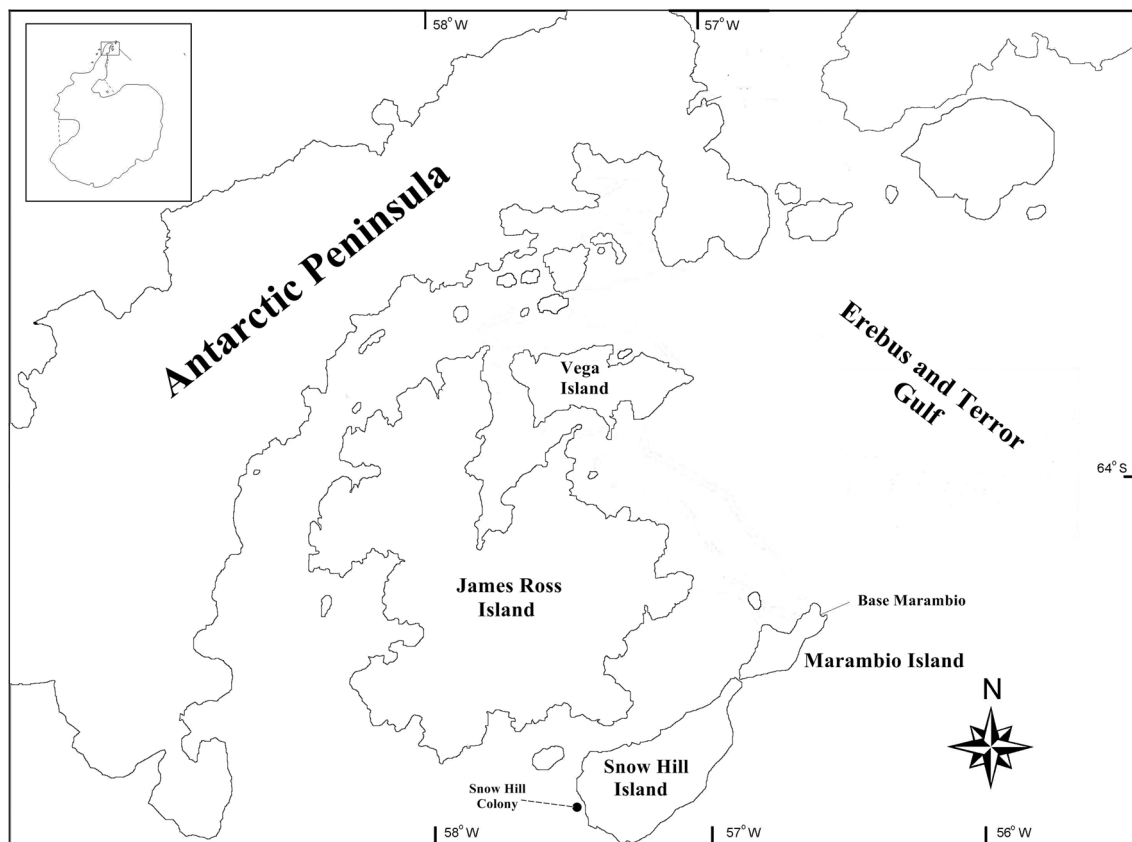 58° W
57° W
Antarctic Peninsula
Erebus and Terror
Gulf
Vega
Island
64° S
James Ross
Island
Base Marambio
Marambio Island
N
Snow Hill
Island
Snow Hill
Colony
58° W
57° W
56° W